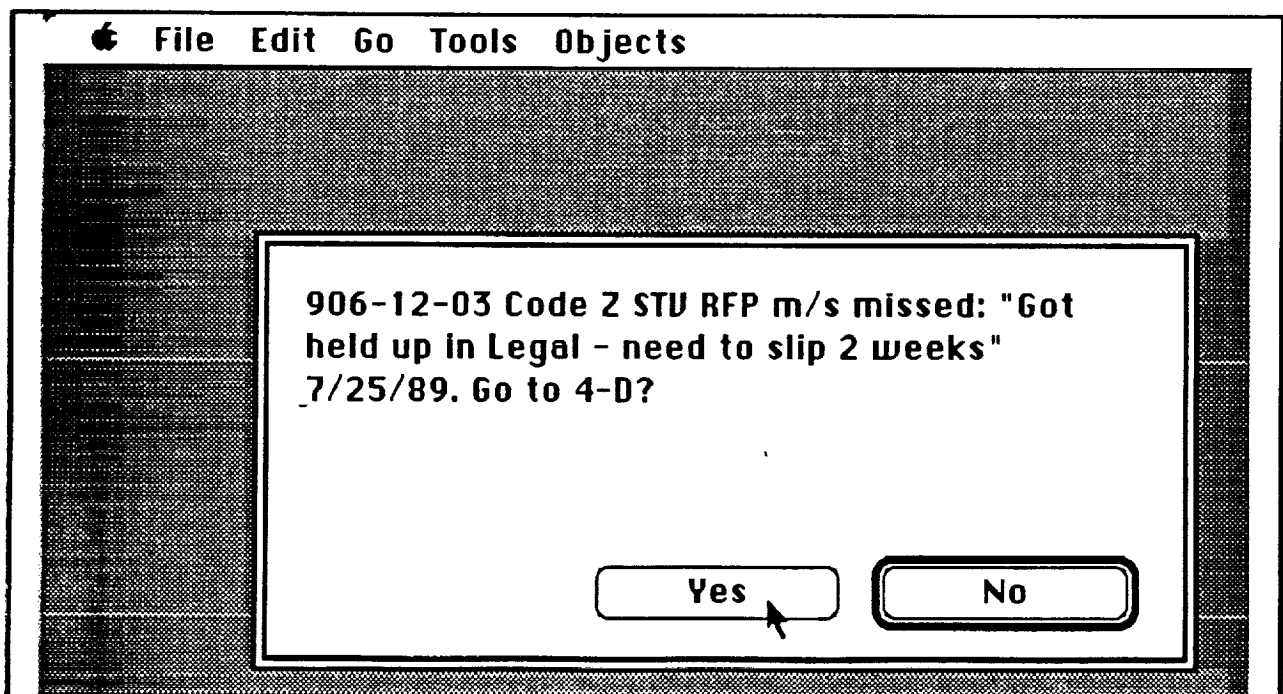 File Edit Go Tools Objects
906-12-03 Code Z STV RFP m/s missed: "Got
held up in Legal - need to slip 2 weeks"
7/25/89. Go to 4-D?
Yes No